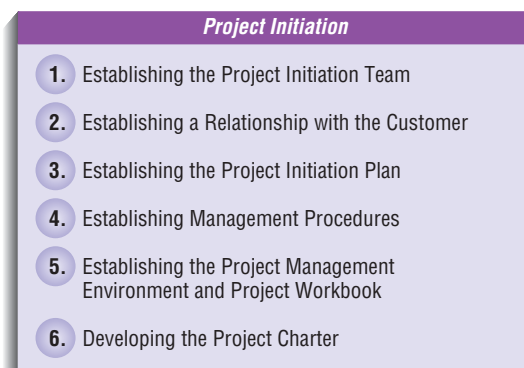 Project Initiation
1. Establishing the Project Initiation Team
2. Establishing a Relationship with the Customer
3. Establishing the Project Initiation Plan
4. Establishing Management Procedures
5. Establishing the Project Management
Environment and Project Workbook
6. Developing the Project Charter